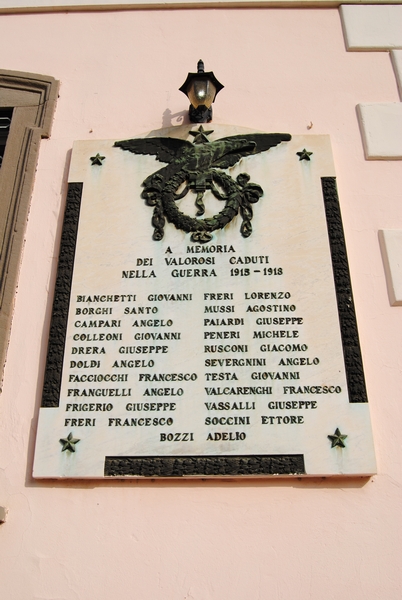 A MEMORIA
DEI VALOROSI CADUTI
NELLA GUERRA 1915-1918
BIANCHETTI GIOVANNI FRERI LORENZO
BORGHI SANTO MUSSI AGOSTINO
CAMPARI ANGELO PAIARDI GIUSEPPE
COLLEONI GIOVANNI PENERI MICHELE
DRERA GIUSEPPE RUSCONI GIACOMO
DOLDI ANGELO SEVERGNINI ANGELO
FACCIOCCHI FRANCESCO TESTA GIOVANNI
FRANGUELLI ANGELO VALCARENGHI FRANCESCO
FRIGERIO GIUSEPPE VASSALLI GIUSEPPE
FRERI FRANCESCO SOCCINI ETTORE
BOZZI ADELIO